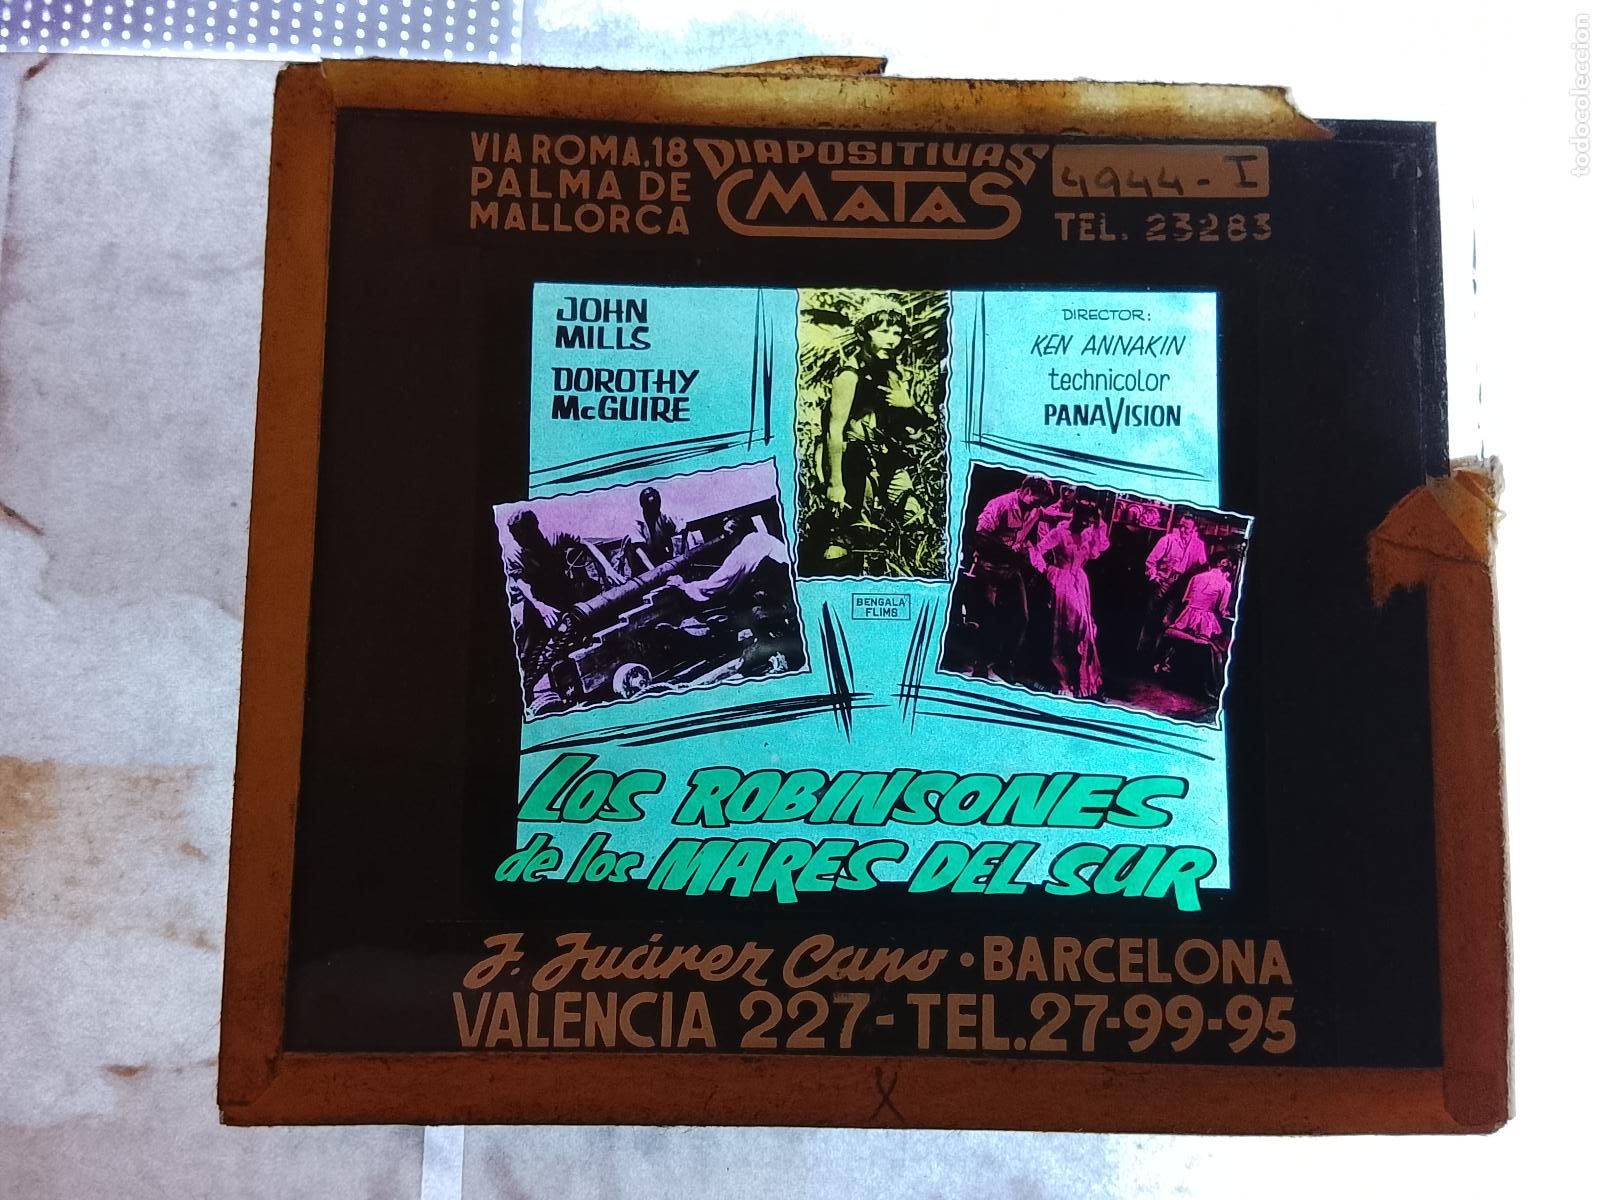 VIA ROMA, 18
PALMA DE
MALLORCA
DIAPOSITIVAS
MATAS
4944-I
TEL. 23283
JOHN
MILLS
DOROTHY
McGUIRE
DIRECTOR:
KEN ANNAKIN
technicolor
PANAVISION
BENGALA
FLIMS
LOS ROBINSONES
de los MARES DEL SUR
J. Juárez Cano · BARCELONA
VALENCIA 227 - TEL. 27-99-95
X
todocoleccion